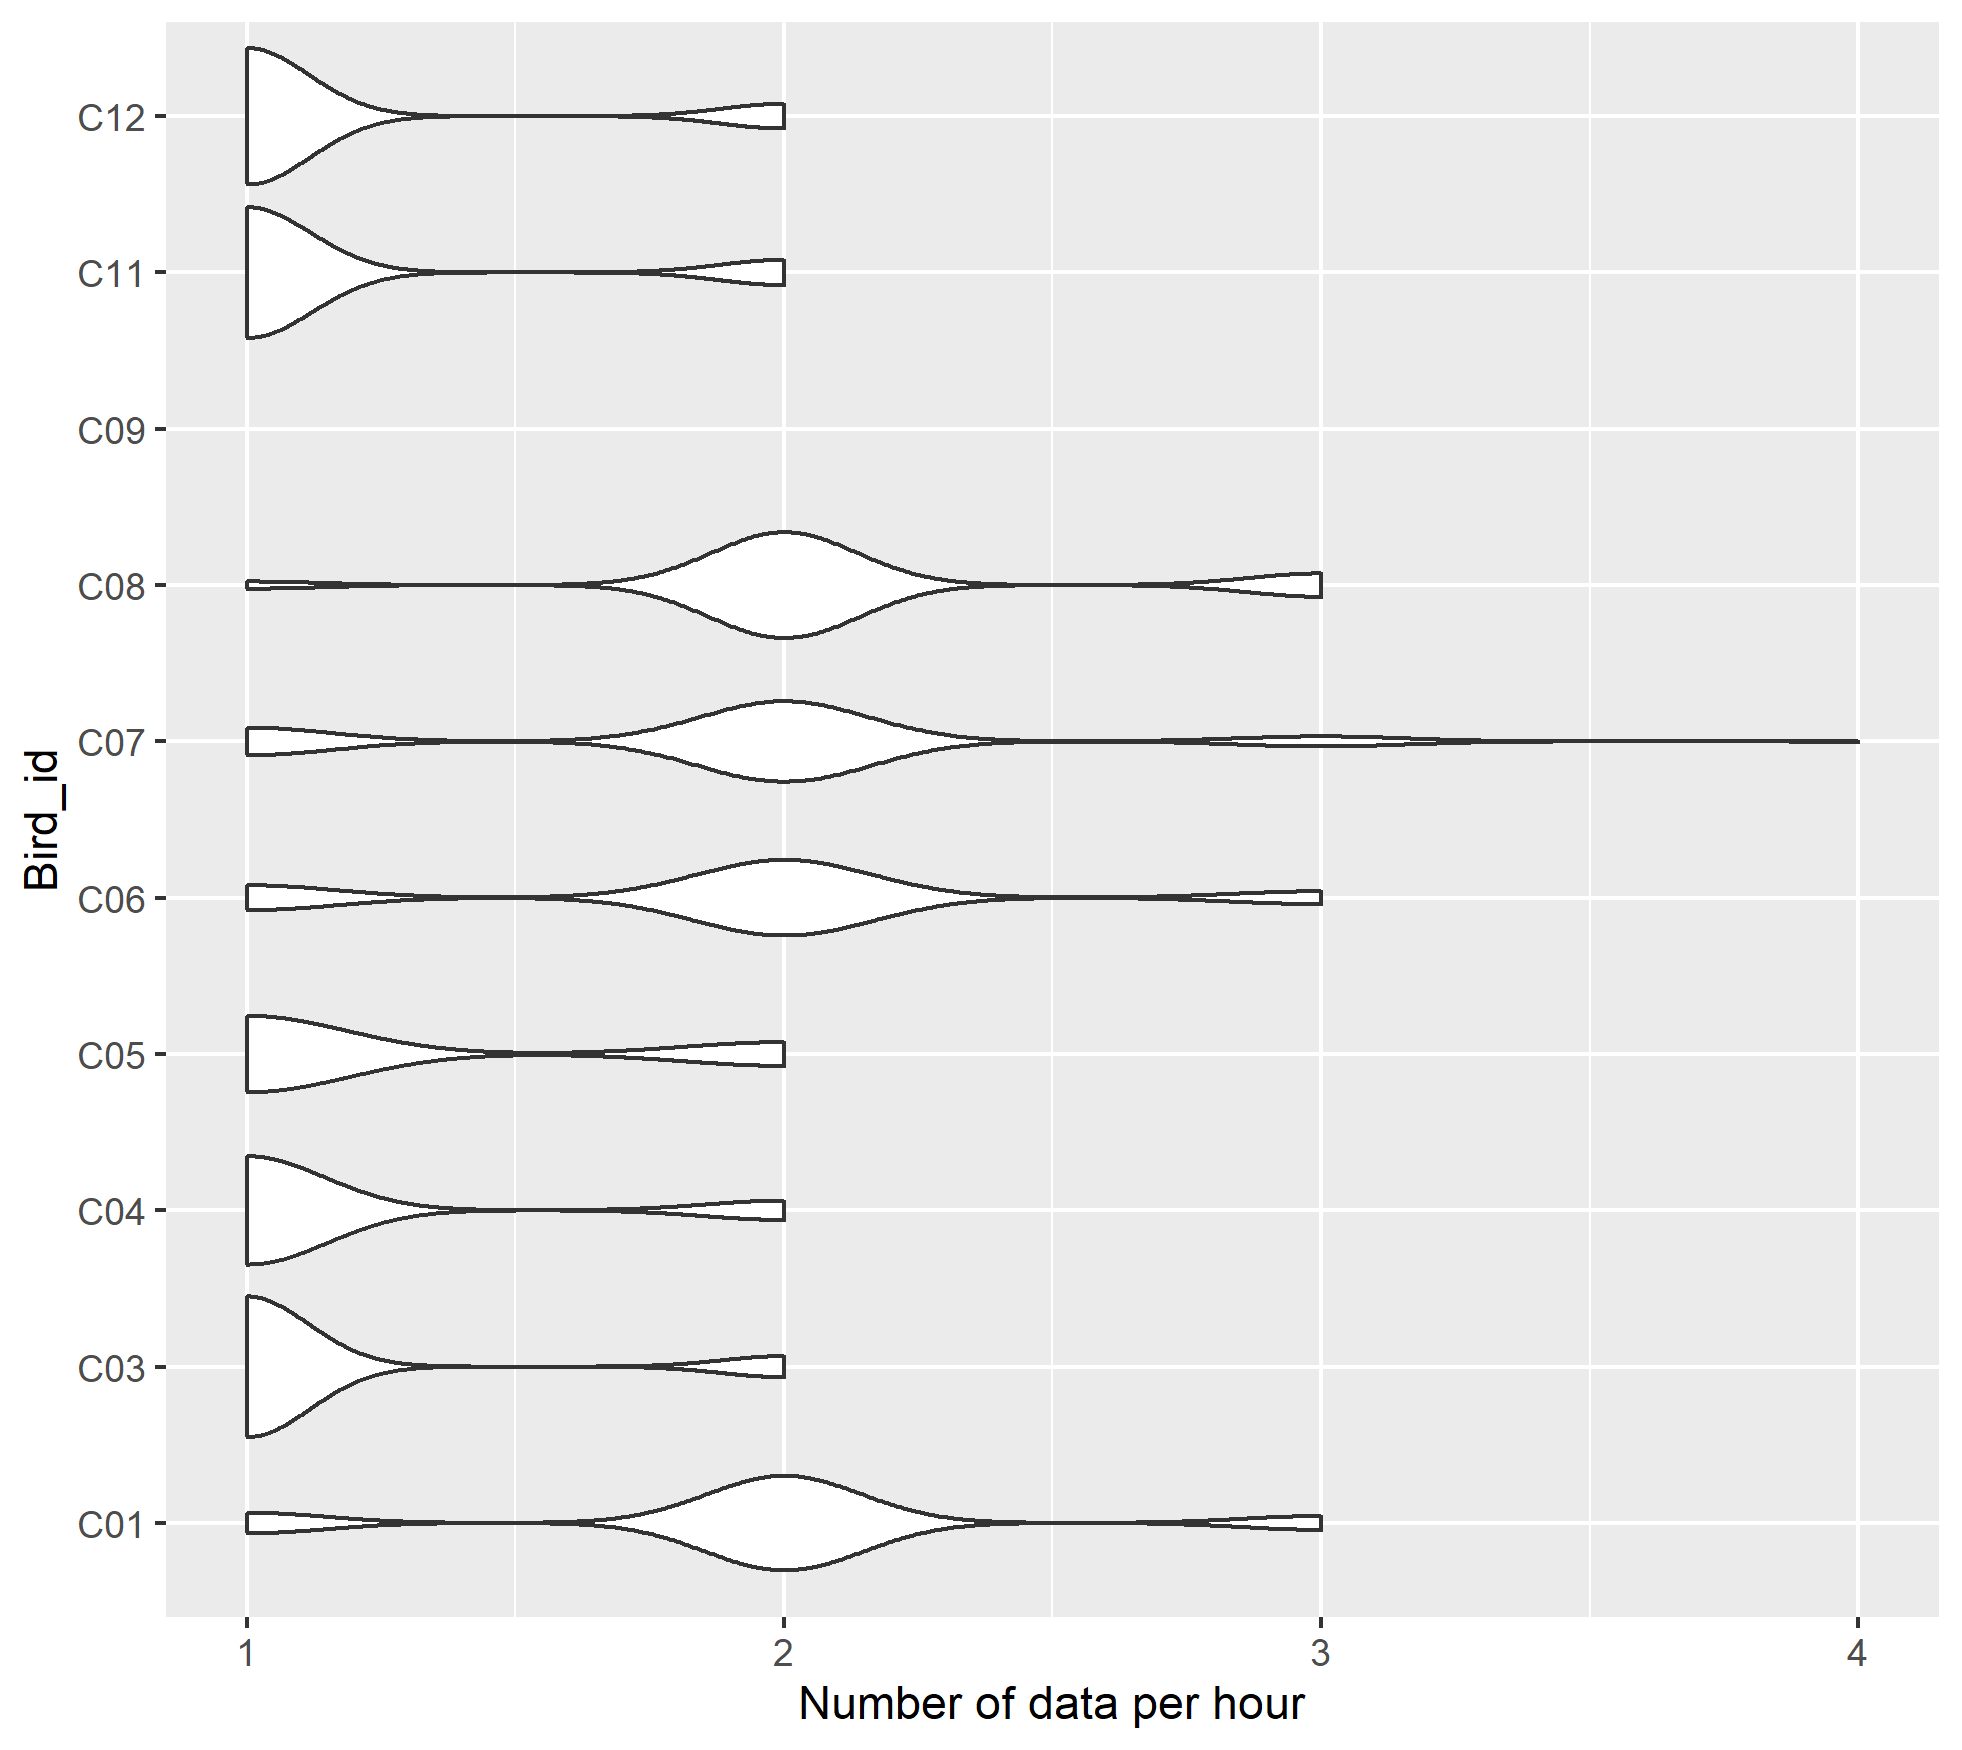 C12
C11
C09
C08
C07
C06
C05
C04
C03
C01
Bird_id
1 2 3 4
Number of data per hour